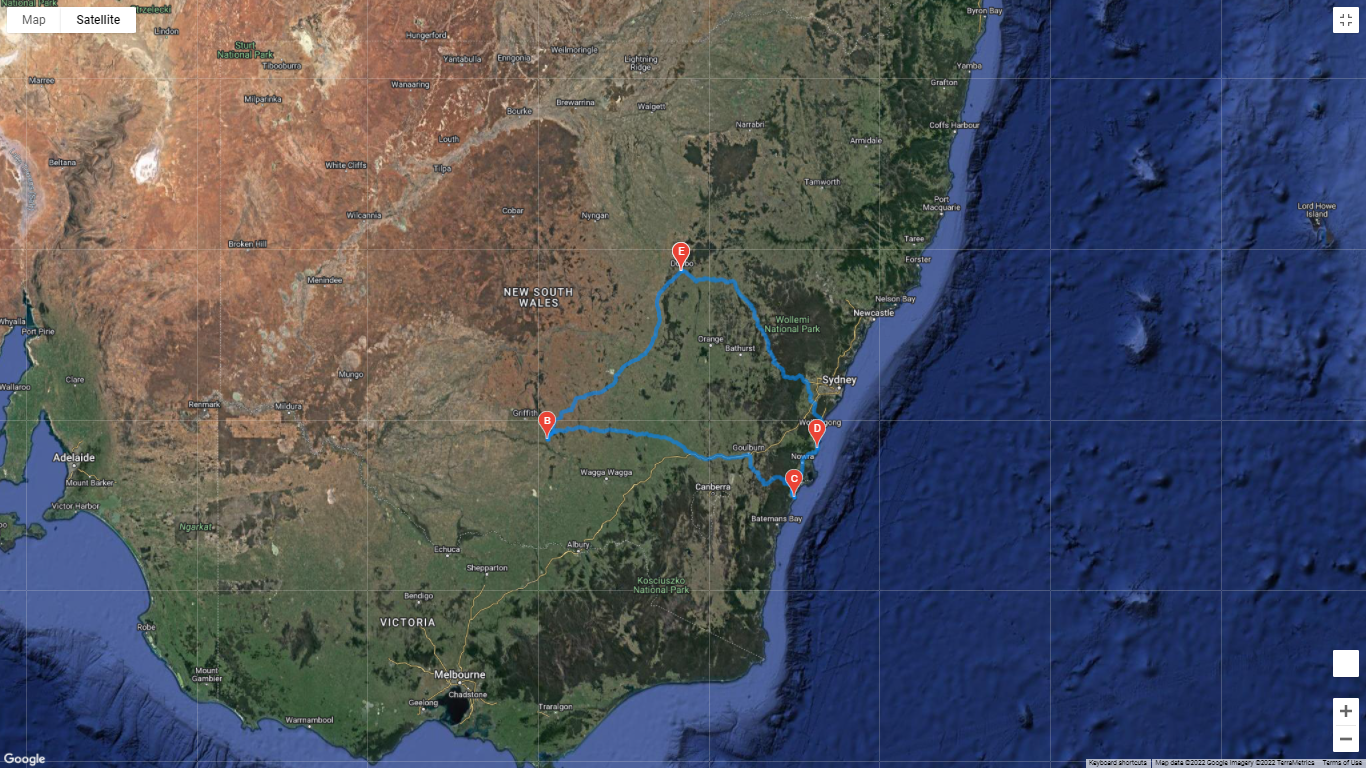 National Park
Strzelecki
Byron Bay
Map
Satellite
Lindon
Hungerford
Sturt
National Park
Weilmoringle
Yantabulla
Enngonia
Lightning
Ridge
Tibooburra
Yamba
Marree
Wanaaring
Grafton
Milparinka
Brewarrina
Walgett
Bourke
Narrabri
Coffs Harbour
Louth
Armidale
Beltana
White Cliffs
Tilpa
Tamworth
Port
Macquarie
Lord Howe
Island
Cobar
Nyngan
Wilcannia
Taree
Broken Hill
E
Forster
Menindee
NEW SOUTH
WALES
Nelson Bay
Newcastle
Whyalla
Port Pirie
Wollemi
National Park
Orange
Bathurst
Mungo
Clare
Sydney
Wallaroo
Renmark
Mildura
Griffith
B
D
Goulburn
Nowra
Adelaide
Wagga Wagga
Mount Barker
C
Canberra
Victor Harbor
Batemans Bay
Ngarkat
Albury
Echuca
Shepparton
Kosciuszko
National Park
Bendigo
VICTORIA
Robe
Mount
Gambier
Melbourne
Chadstone
Geelong
Traralgon
Warrnambool
Google
Keyboard shortcuts
Map data ©2022 Google Imagery ©2022 TerraMetrics
Terms of Use